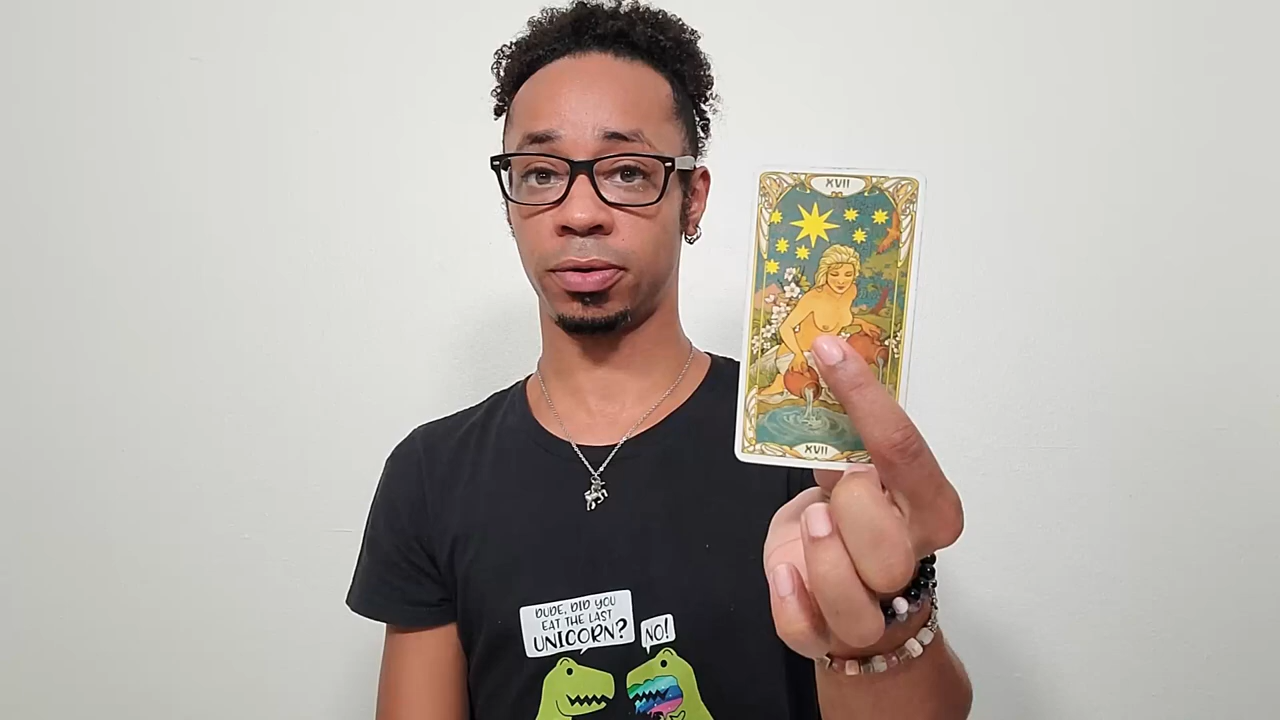 XVII
XVII
DUDE, DID YOU
EAT THE LAST
UNICORN?
NO!